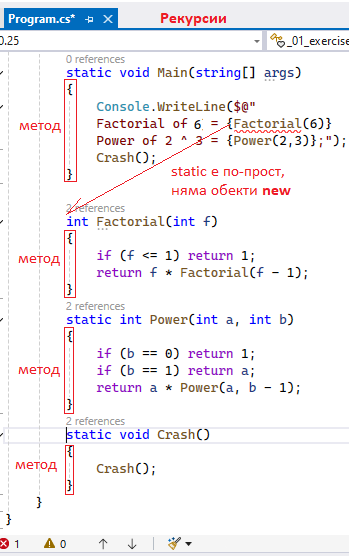 Program.cs*
Рекурсии
0.25
_01_exercise
0 references
static void Main(string[] args)
{
метод
Console.WriteLine($@"
Factorial of 6 = {Factorial(6)}
Power of 2 ^ 3 = {Power(2,3)};");
Crash();
}
static е по-прост,
няма обекти new
2 references
int Factorial(int f)
{
метод
if (f <= 1) return 1;
return f * Factorial(f - 1);
}
2 references
static int Power(int a, int b)
{
if (b == 0) return 1;
метод
if (b == 1) return a;
return a * Power(a, b - 1);
}
2 references
static void Crash()
{
метод
Crash();
}
}
}
1
0